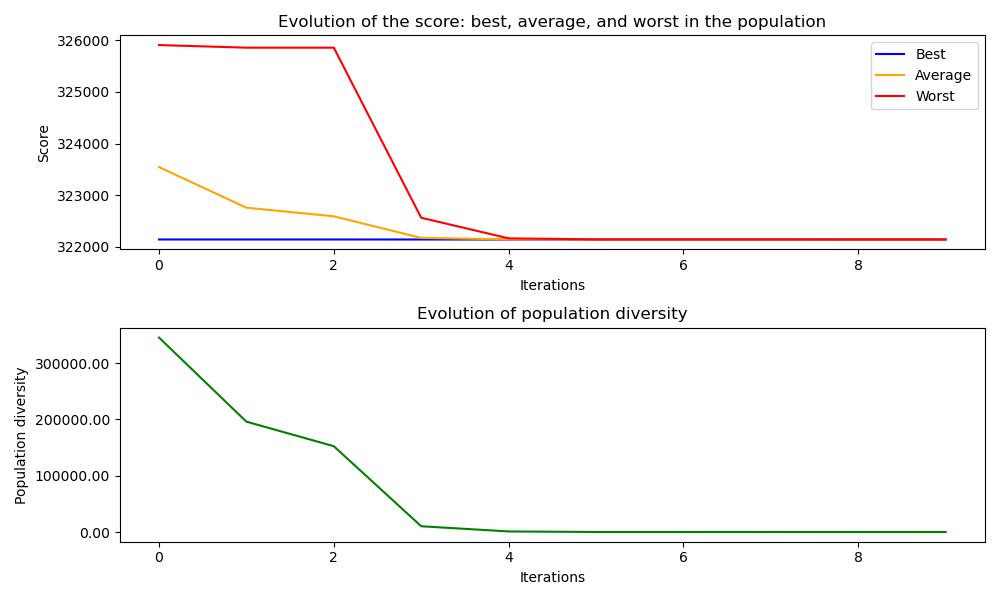 Evolution of the score: best, average, and worst in the population
326000
325000
324000
323000
322000
Score
Best
Average
Worst
0 2 4 6 8
Iterations
Evolution of population diversity
300000.00
200000.00
100000.00
0.00
Population diversity
0 2 4 6 8
Iterations